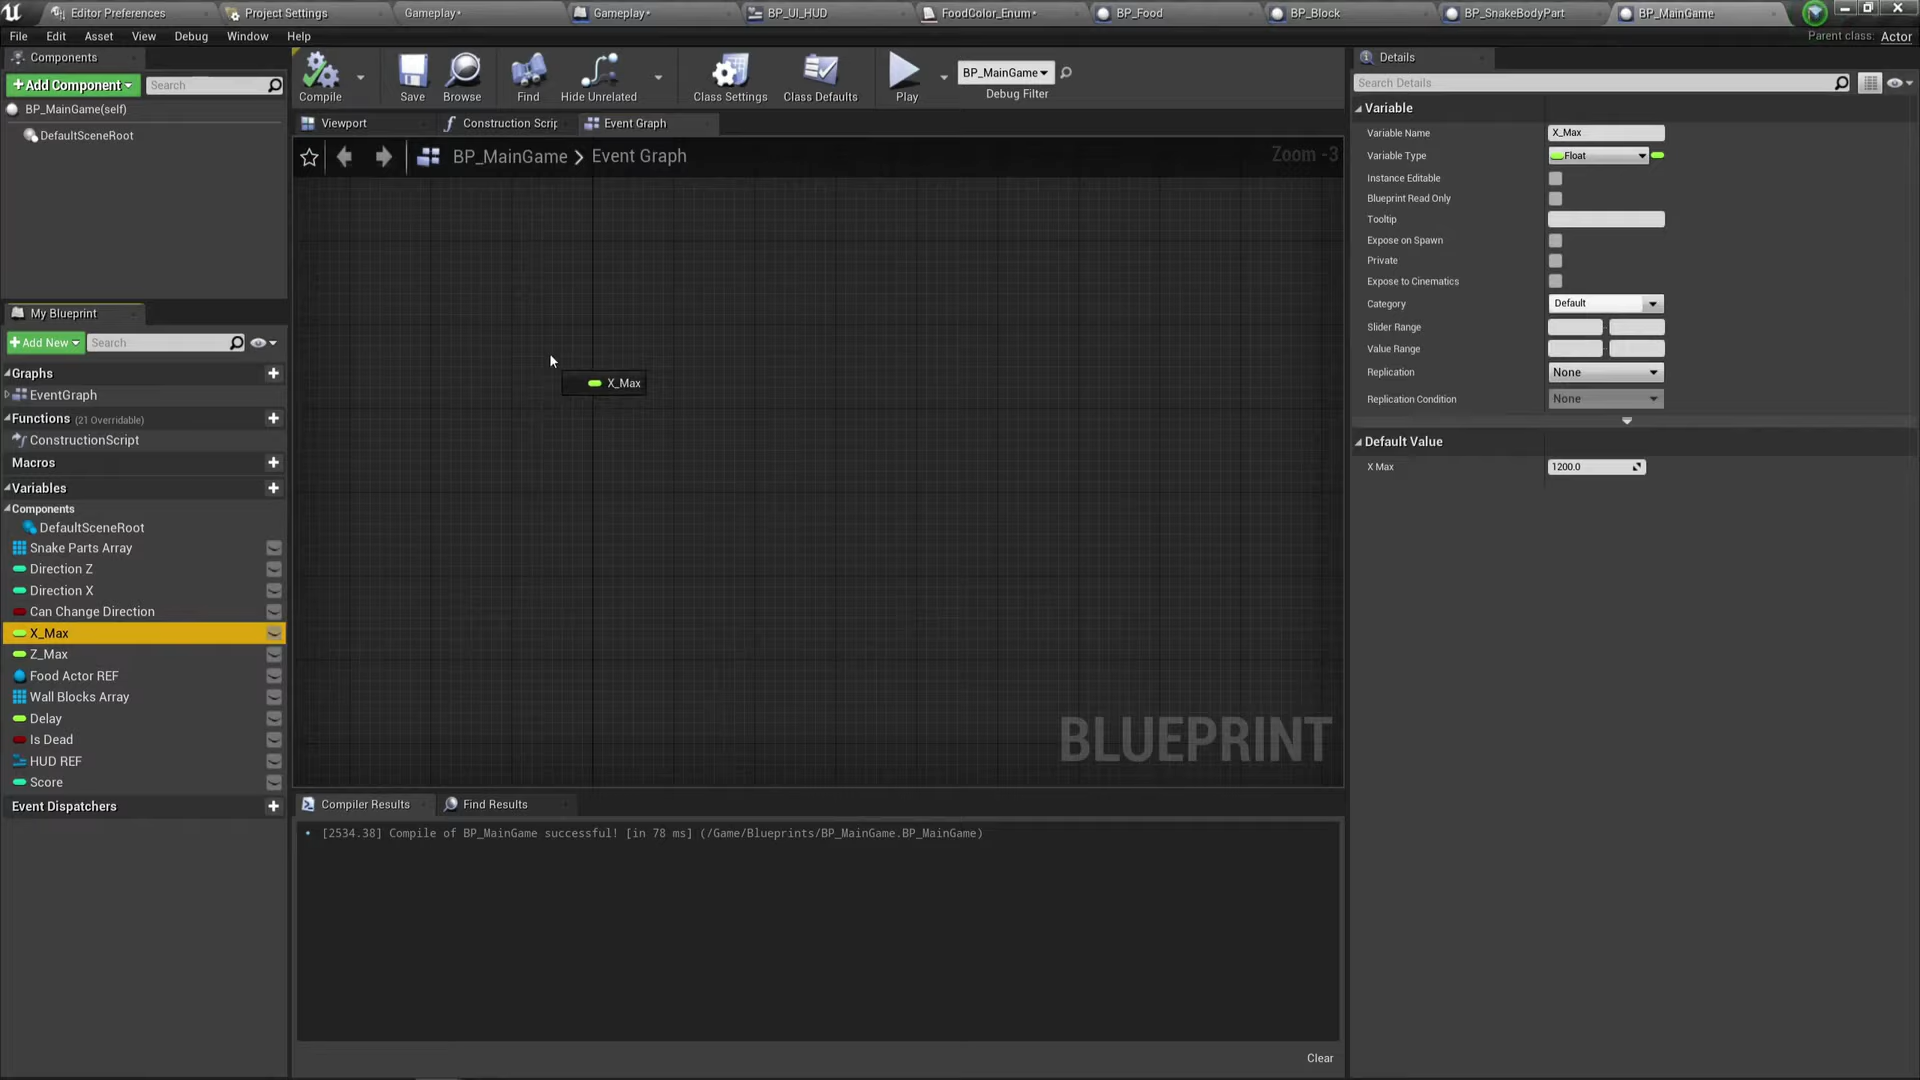 Editor Preferences
Project Settings
Gameplay*
Gameplay*
BP_UI_HUD
FoodColor_Enum*
BP_Food
BP_Block
BP_SnakeBodyPart
BP_MainGame
File Edit Asset View Debug Window Help
Parent class: Actor
Components
+Add Component
Search
BP_MainGame(self)
DefaultSceneRoot
Compile
Save
Browse
Find
Hide Unrelated
Class Settings
Class Defaults
Play
BP_MainGame
Debug Filter
Viewport
Construction Scrip
Event Graph
BP_MainGame > Event Graph
Zoom -3
X_Max
BLUEPRINT
My Blueprint
+Add New
Search
Graphs
EventGraph
Functions (21 Overridable)
ConstructionScript
Macros
Variables
Components
DefaultSceneRoot
Snake Parts Array
Direction Z
Direction X
Can Change Direction
X_Max
Z_Max
Food Actor REF
Wall Blocks Array
Delay
Is Dead
HUD REF
Score
Event Dispatchers
Compiler Results
Find Results
[2534.38] Compile of BP_MainGame successful! [in 78 ms] (/Game/Blueprints/BP_MainGame.BP_MainGame)
Clear
Details
Search Details
Variable
Variable Name X_Max
Variable Type Float
Instance Editable
Blueprint Read Only
Tooltip
Expose on Spawn
Private
Expose to Cinematics
Category Default
Slider Range
Value Range
Replication None
Replication Condition None
Default Value
X Max 1200.0